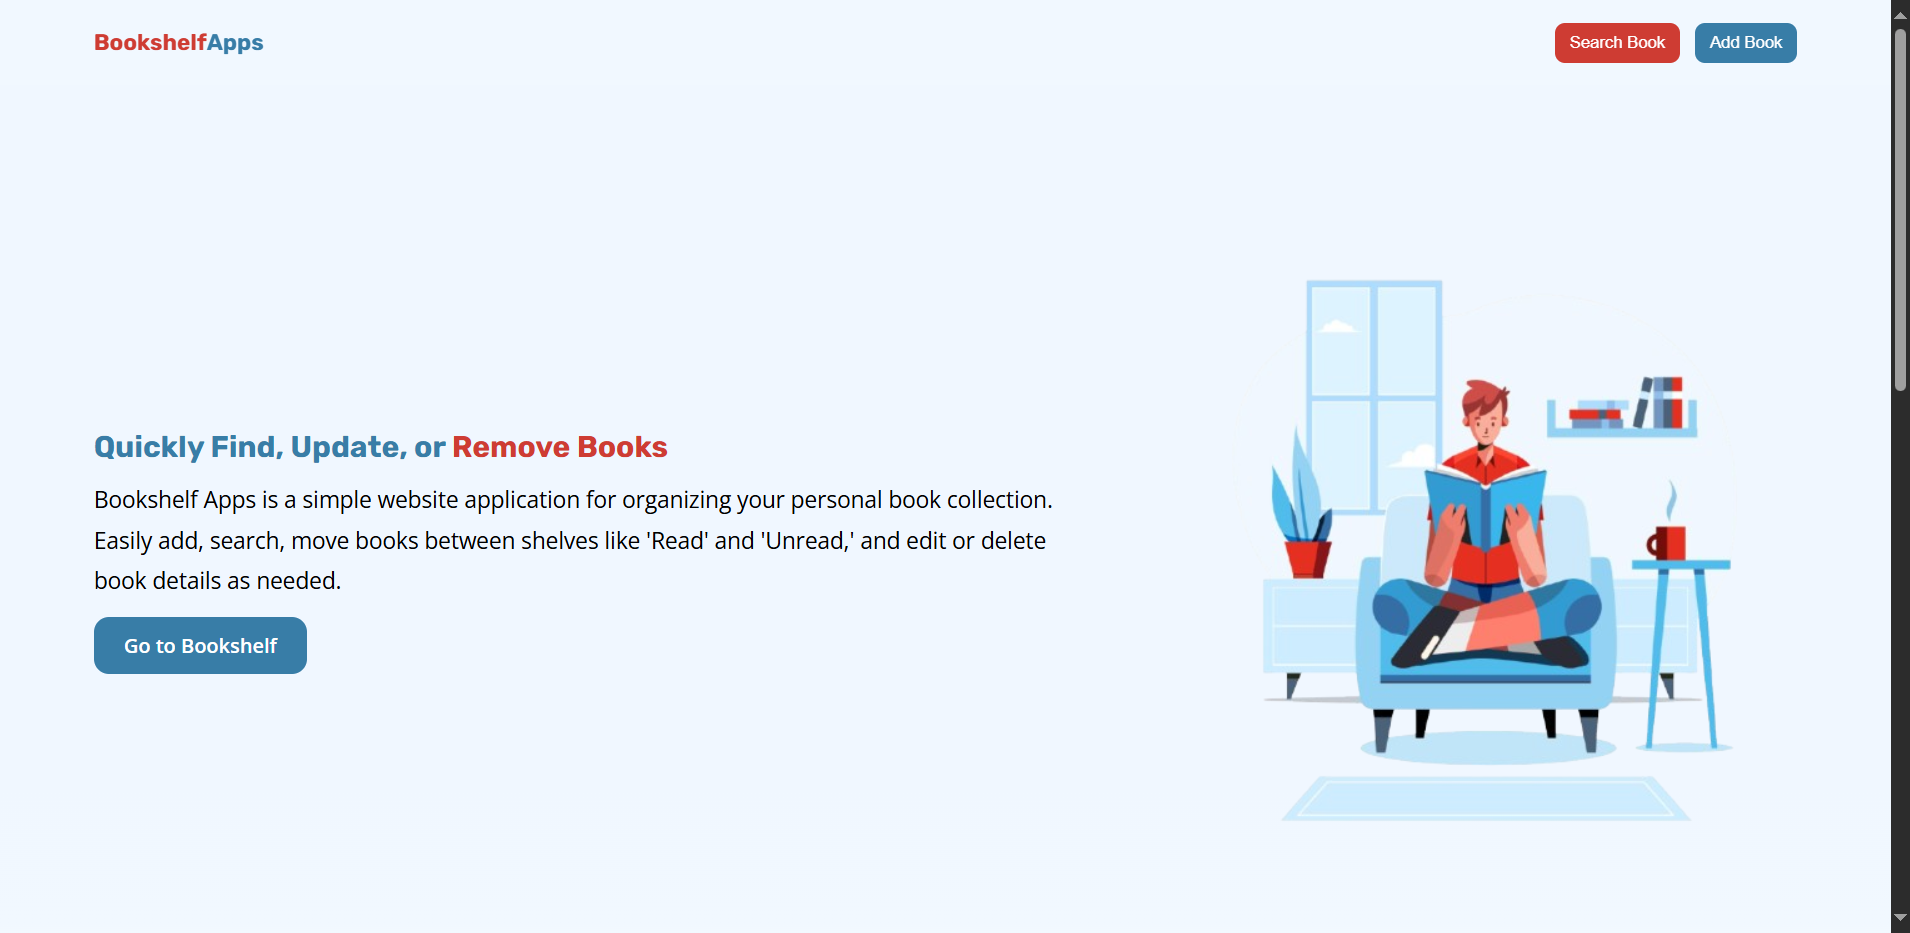 BookshelfApps
Search Book
Add Book
Quickly Find, Update, or Remove Books
Bookshelf Apps is a simple website application for organizing your personal book collection.
Easily add, search, move books between shelves like 'Read' and 'Unread,' and edit or delete
book details as needed.
Go to Bookshelf